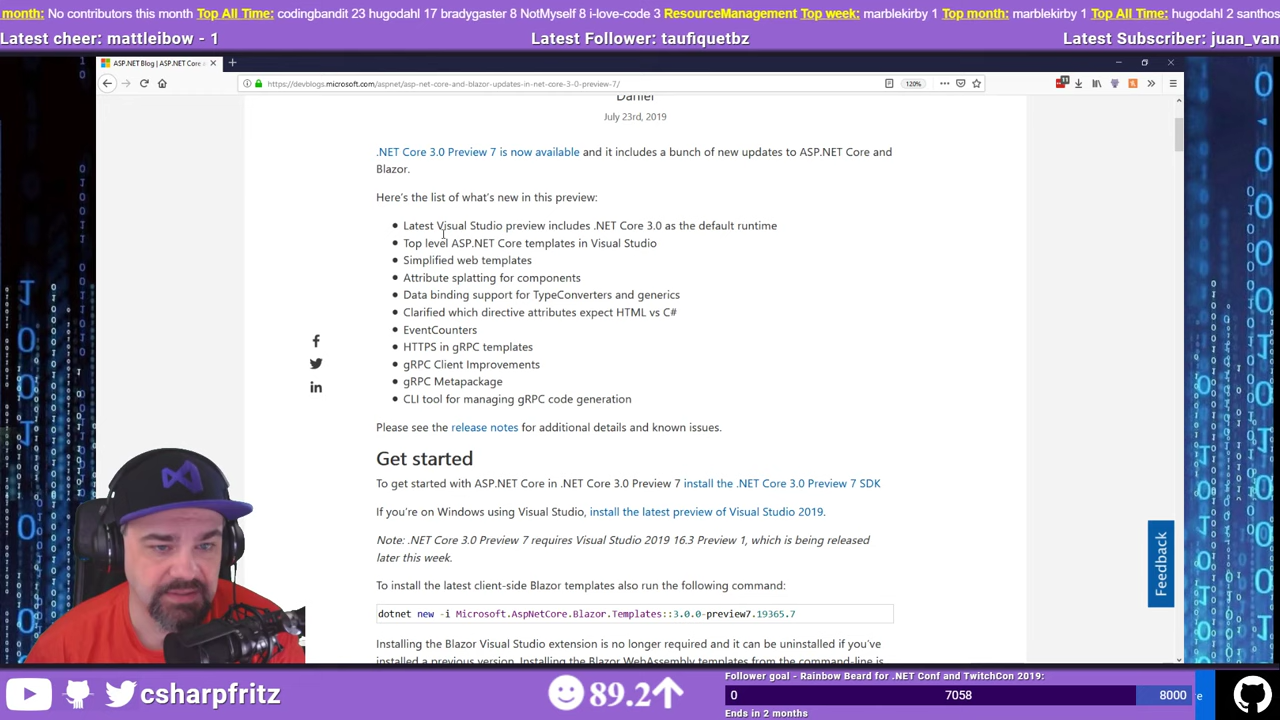 month: No contributors this month Top All Time: codingbandit 23 hugodahl 17 bradygaster 8 NotMyself 8 i-love-code 3 ResourceManagement Top week: marblekirby 1 Top month: marblekirby 1 Top All Time: hugodahl 2 santhos
Latest cheer: mattleibow - 1
Latest Follower: taufiquetbz
Latest Subscriber: juan_van
ASP.NET Blog | ASP.NET Core
https://devblogs.microsoft.com/aspnet/asp-net-core-and-blazor-updates-in-net-core-3-0-preview-7/
120%
Daniel
July 23rd, 2019
.NET Core 3.0 Preview 7 is now available and it includes a bunch of new updates to ASP.NET Core and
Blazor.
Here's the list of what's new in this preview:
Latest Visual Studio preview includes .NET Core 3.0 as the default runtime
Top level ASP.NET Core templates in Visual Studio
Simplified web templates
Attribute splatting for components
Data binding support for TypeConverters and generics
Clarified which directive attributes expect HTML vs C#
EventCounters
HTTPS in gRPC templates
gRPC Client Improvements
gRPC Metapackage
CLI tool for managing gRPC code generation
Please see the release notes for additional details and known issues.
Get started
To get started with ASP.NET Core in .NET Core 3.0 Preview 7 install the .NET Core 3.0 Preview 7 SDK
If you're on Windows using Visual Studio, install the latest preview of Visual Studio 2019.
Note: .NET Core 3.0 Preview 7 requires Visual Studio 2019 16.3 Preview 1, which is being released
later this week.
To install the latest client-side Blazor templates also run the following command:
dotnet new -i Microsoft.AspNetCore.Blazor.Templates::3.0.0-preview7.19365.7
Installing the Blazor Visual Studio extension is no longer required and it can be uninstalled if you've
installed a previous version. Installing the Blazor WebAssembly templates from the command-line is
Feedback
csharpfritz
89.2
Follower goal - Rainbow Beard for .NET Conf and TwitchCon 2019:
0 7058 8000
Ends in 2 months
e